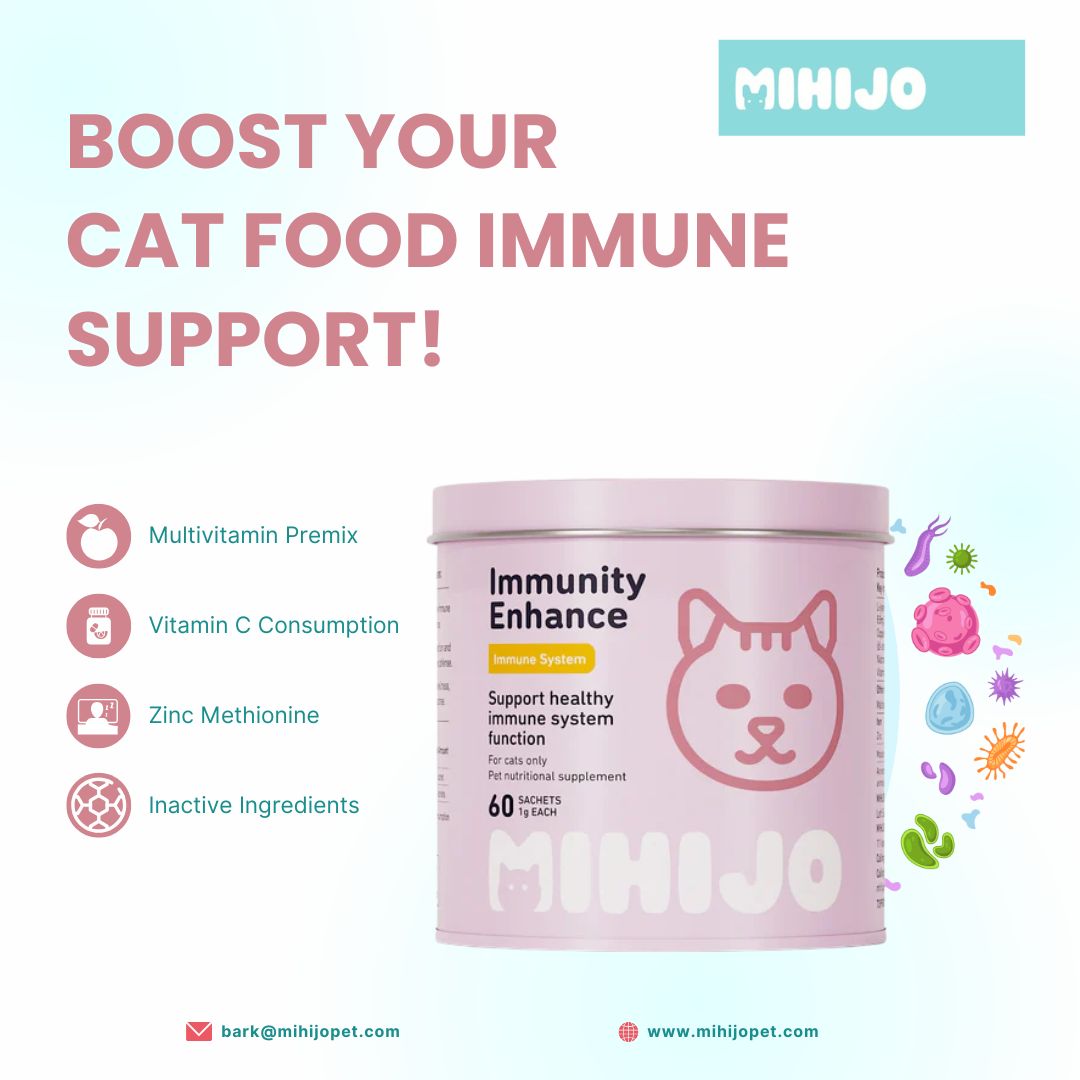 MIHIJO
BOOST YOUR
CAT FOOD IMMUNE
SUPPORT!
Multivitamin Premix
Vitamin C Consumption
Zinc Methionine
Inactive Ingredients
Immunity
Enhance
Immune System
Support healthy
immune system
function
For cats only
Pet nutritional supplement
60 SACHETS
1g EACH
MIHIJO
bark@mihijopet.com
www.mihijopet.com